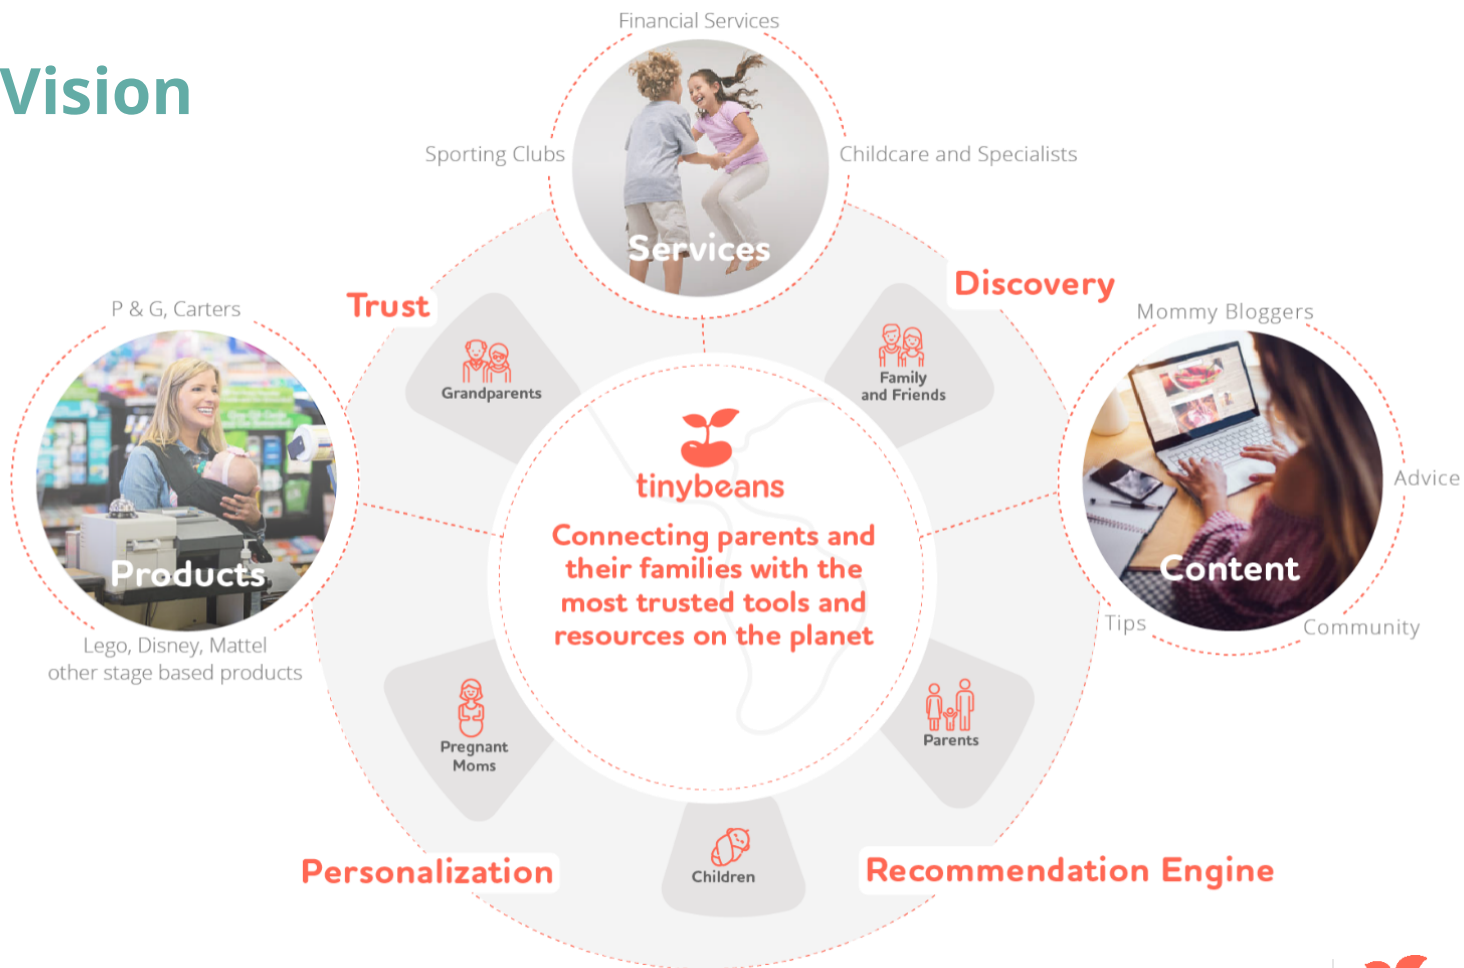 Vision
Financial Services
Sporting Clubs
Childcare and Specialists
Services
Trust
Discovery
P & G, Carters
Products
Lego, Disney, Mattel
other stage based products
Mommy Bloggers
Advice
Content
Tips
Community
Grandparents
Family
and Friends
tinybeans
Connecting parents and
their families with the
most trusted tools and
resources on the planet
Pregnant
Moms
Parents
Children
Personalization
Recommendation Engine